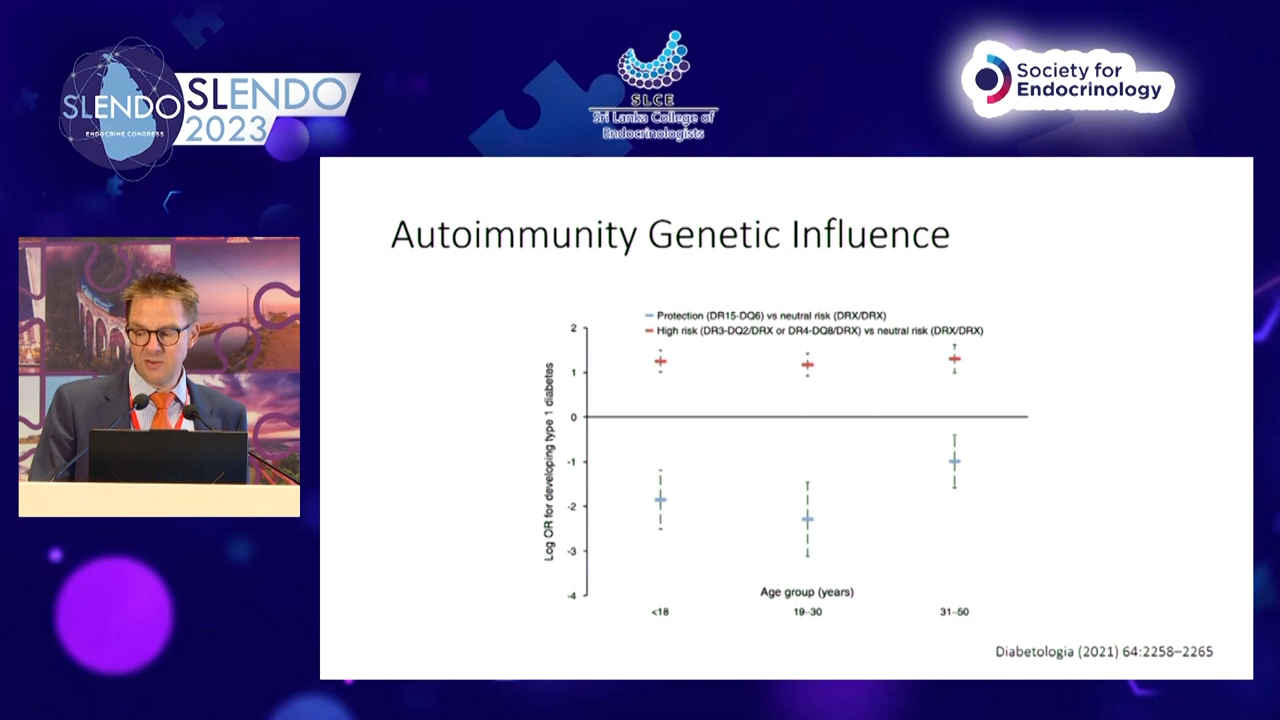 SLENDO
ENDOCRINE CONGRESS
SLENDO
2023
SLCE
Sri Lanka College of
Endocrinologists
Society for
Endocrinology
Autoimmunity Genetic Influence
Protection (DR15-DQ6) vs neutral risk (DRX/DRX)
High risk (DR3-DQ2/DRX or DR4-DQ8/DRX) vs neutral risk (DRX/DRX)
Log OR for developing type 1 diabetes
2
1
0
-1
-2
-3
-4
Age group (years)
<18
19–30
31–50
Diabetologia (2021) 64:2258–2265